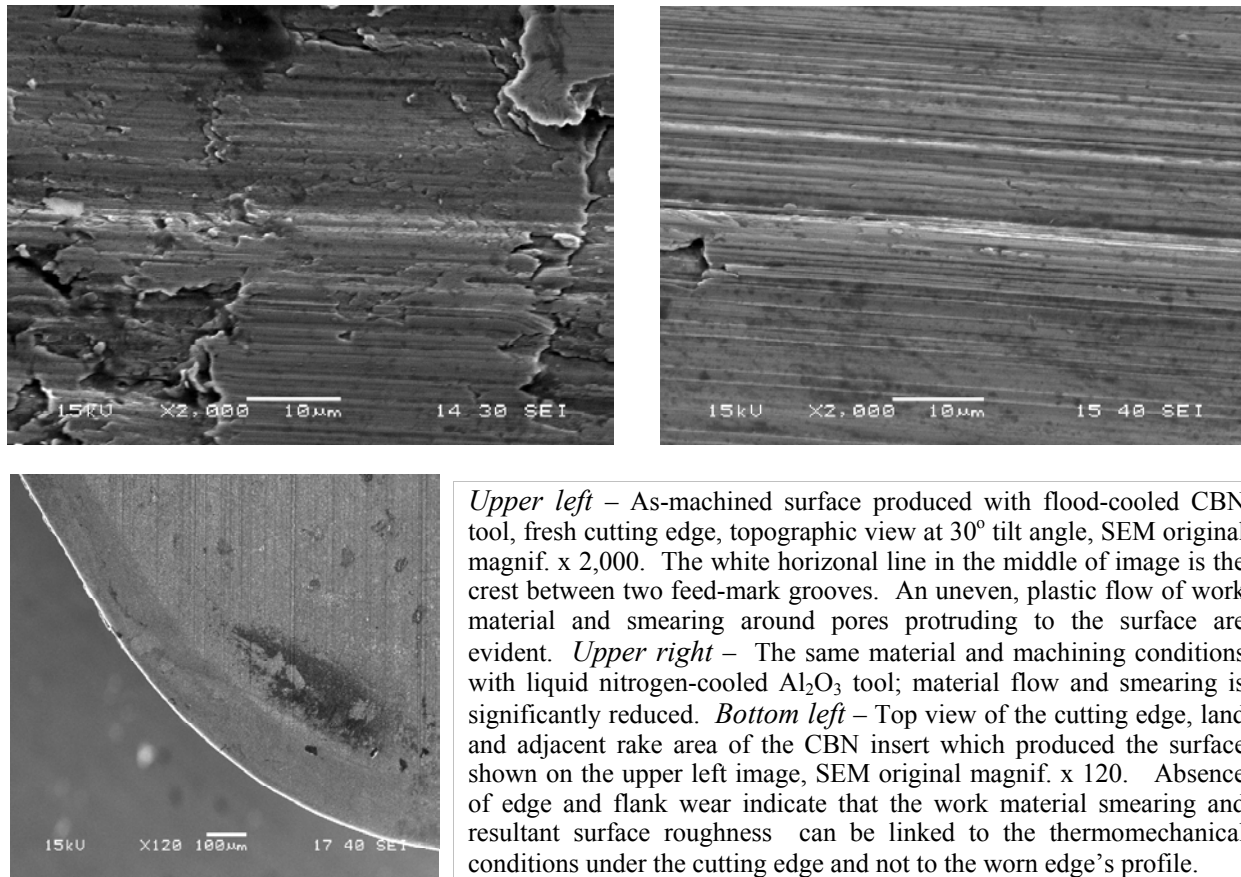 15kU X2,000 10μm 14 30 SEI
15kU X2,000 10μm 15 40 SEI
15kU X120 100μm 17 40 SEI
Upper left – As-machined surface produced with flood-cooled CBN
tool, fresh cutting edge, topographic view at 30° tilt angle, SEM original
magnif. x 2,000. The white horizonal line in the middle of image is the
crest between two feed-mark grooves. An uneven, plastic flow of work
material and smearing around pores protruding to the surface are
evident. Upper right – The same material and machining conditions
with liquid nitrogen-cooled Al₂O₃ tool; material flow and smearing is
significantly reduced. Bottom left – Top view of the cutting edge, land
and adjacent rake area of the CBN insert which produced the surface
shown on the upper left image, SEM original magnif. x 120. Absence
of edge and flank wear indicate that the work material smearing and
resultant surface roughness can be linked to the thermomechanical
conditions under the cutting edge and not to the worn edge's profile.